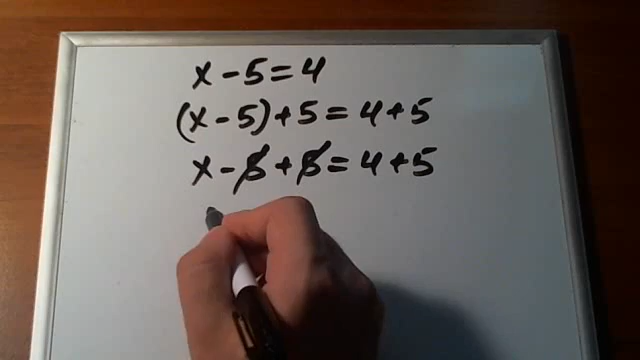 x - 5 = 4
(x - 5) + 5 = 4 + 5
x - 5 + 5 = 4 + 5